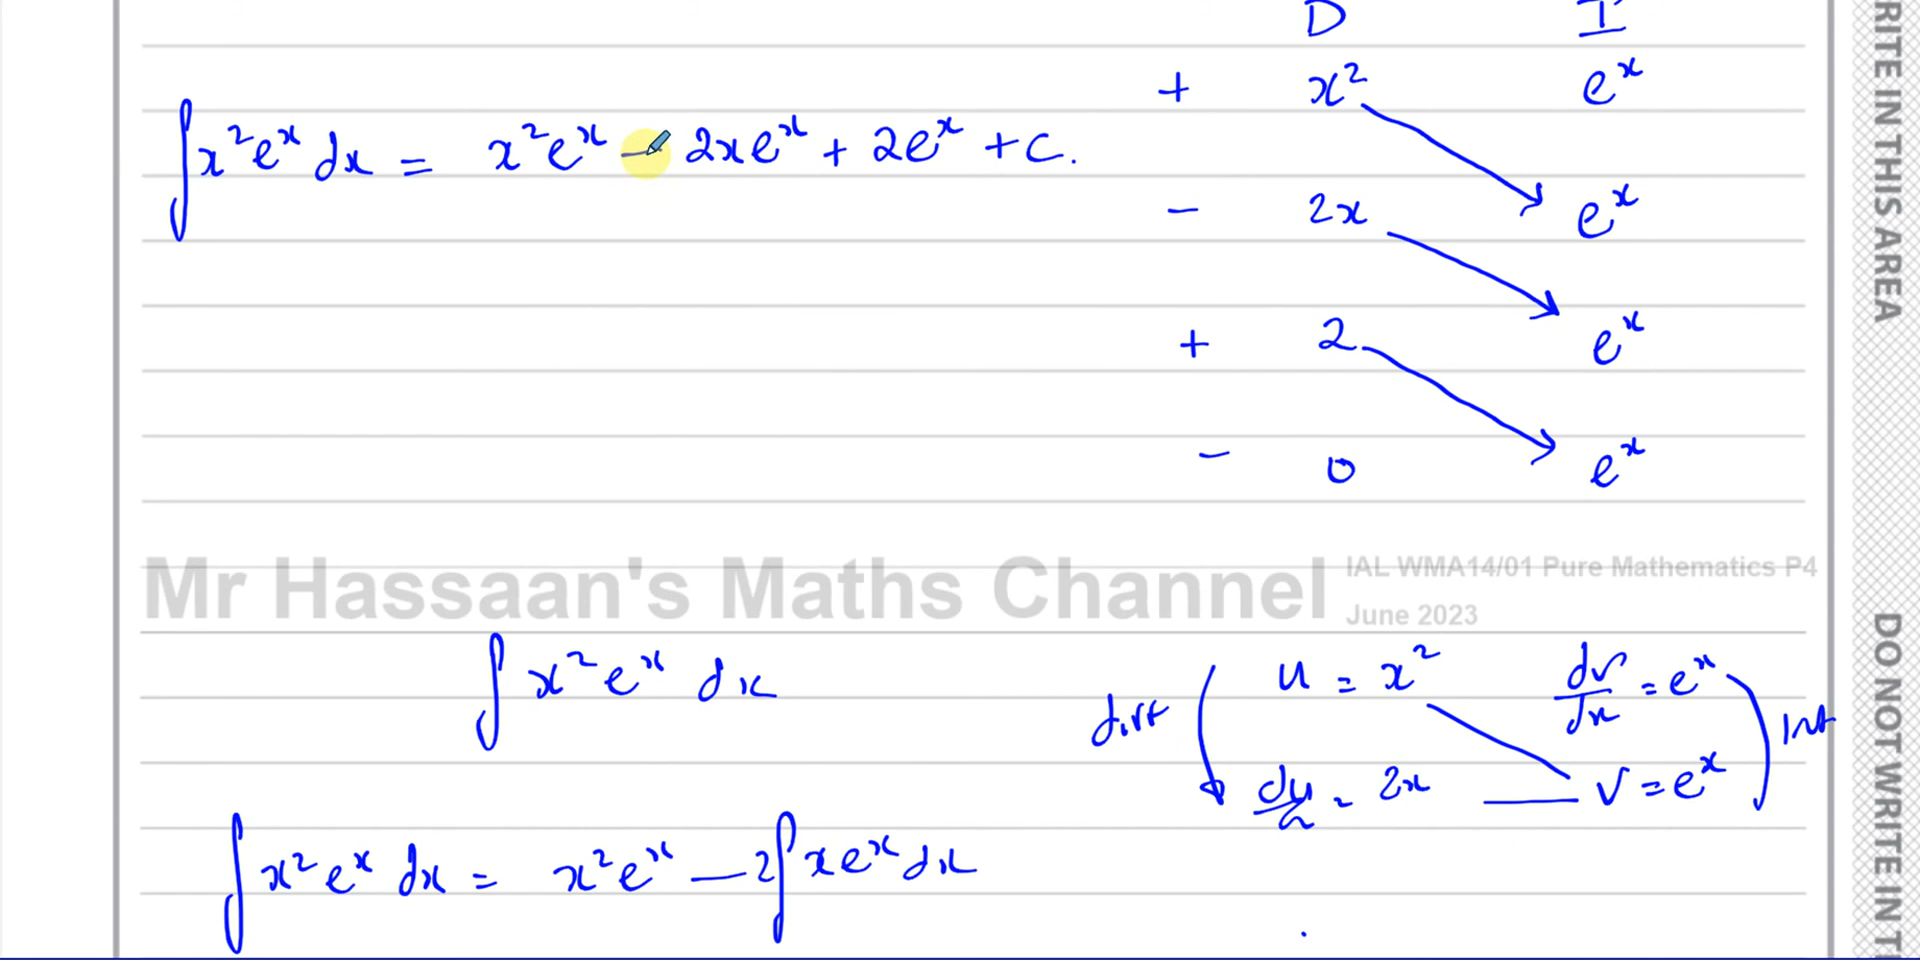 D I
+ x² eˣ
∫x²eˣ dx = x²eˣ - 2xeˣ + 2eˣ + c.
- 2x eˣ
+ 2 eˣ
- 0 eˣ
Mr Hassaan's Maths Channel
IAL WMA14/01 Pure Mathematics P4
June 2023
∫x²eˣ dx
diff u = x² dv/dx = eˣ Int
du/ = 2x v = eˣ
∫x²eˣ dx = x²eˣ - 2∫xeˣ dx
RITE IN THIS AREA
DO NOT WRITE IN T